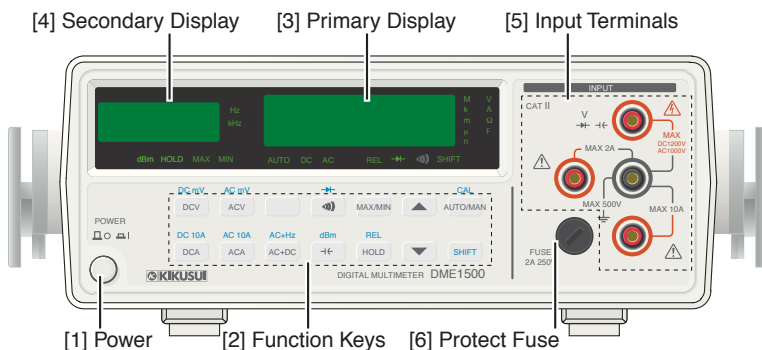 [4] Secondary Display [3] Primary Display [5] Input Terminals
INPUT
CAT II
Hz
kHz
M V
k A
m Ω
μ F
n
dBm HOLD MAX MIN
AUTO DC AC REL SHIFT
V
MAX
DC1200V
AC1000V
MAX 2A
MAX 500V
MAX 10A
FUSE
2A 250V
POWER
DC mV AC mV CAL
DCV ACV MAX/MIN AUTO/MAN
DC 10A AC 10A AC+Hz dBm REL
DCA ACA AC+DC HOLD SHIFT
KIKUSUI
DIGITAL MULTIMETER DME1500
[1] Power [2] Function Keys [6] Protect Fuse